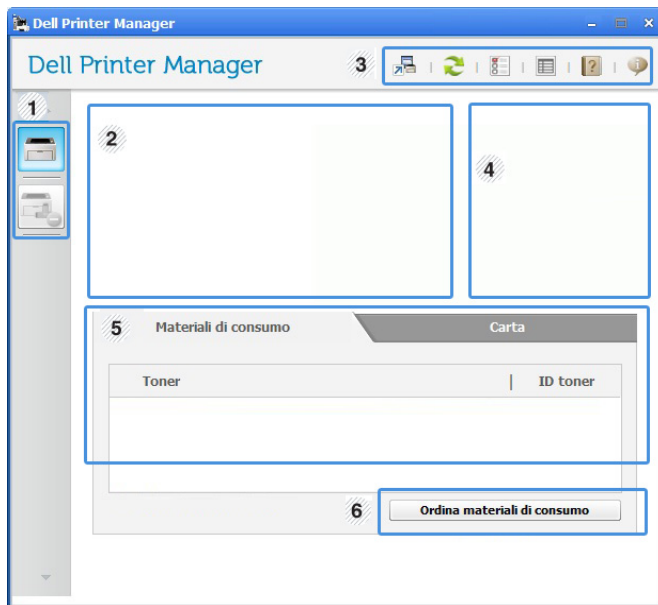 Dell Printer Manager
Dell Printer Manager
3
1
2
4
5 Materiali di consumo Carta
Toner | ID toner
6 Ordina materiali di consumo